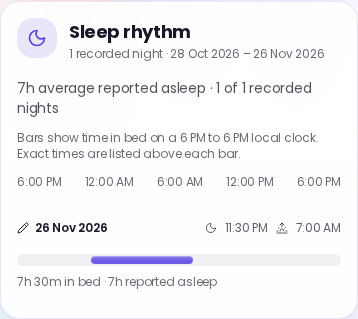 Sleep rhythm
1 recorded night · 28 Oct 2026 – 26 Nov 2026
7h average reported asleep · 1 of 1 recorded
nights
Bars show time in bed on a 6 PM to 6 PM local clock.
Exact times are listed above each bar.
6:00 PM 12:00 AM 6:00 AM 12:00 PM 6:00 PM
26 Nov 2026 11:30 PM 7:00 AM
7h 30m in bed · 7h reported asleep